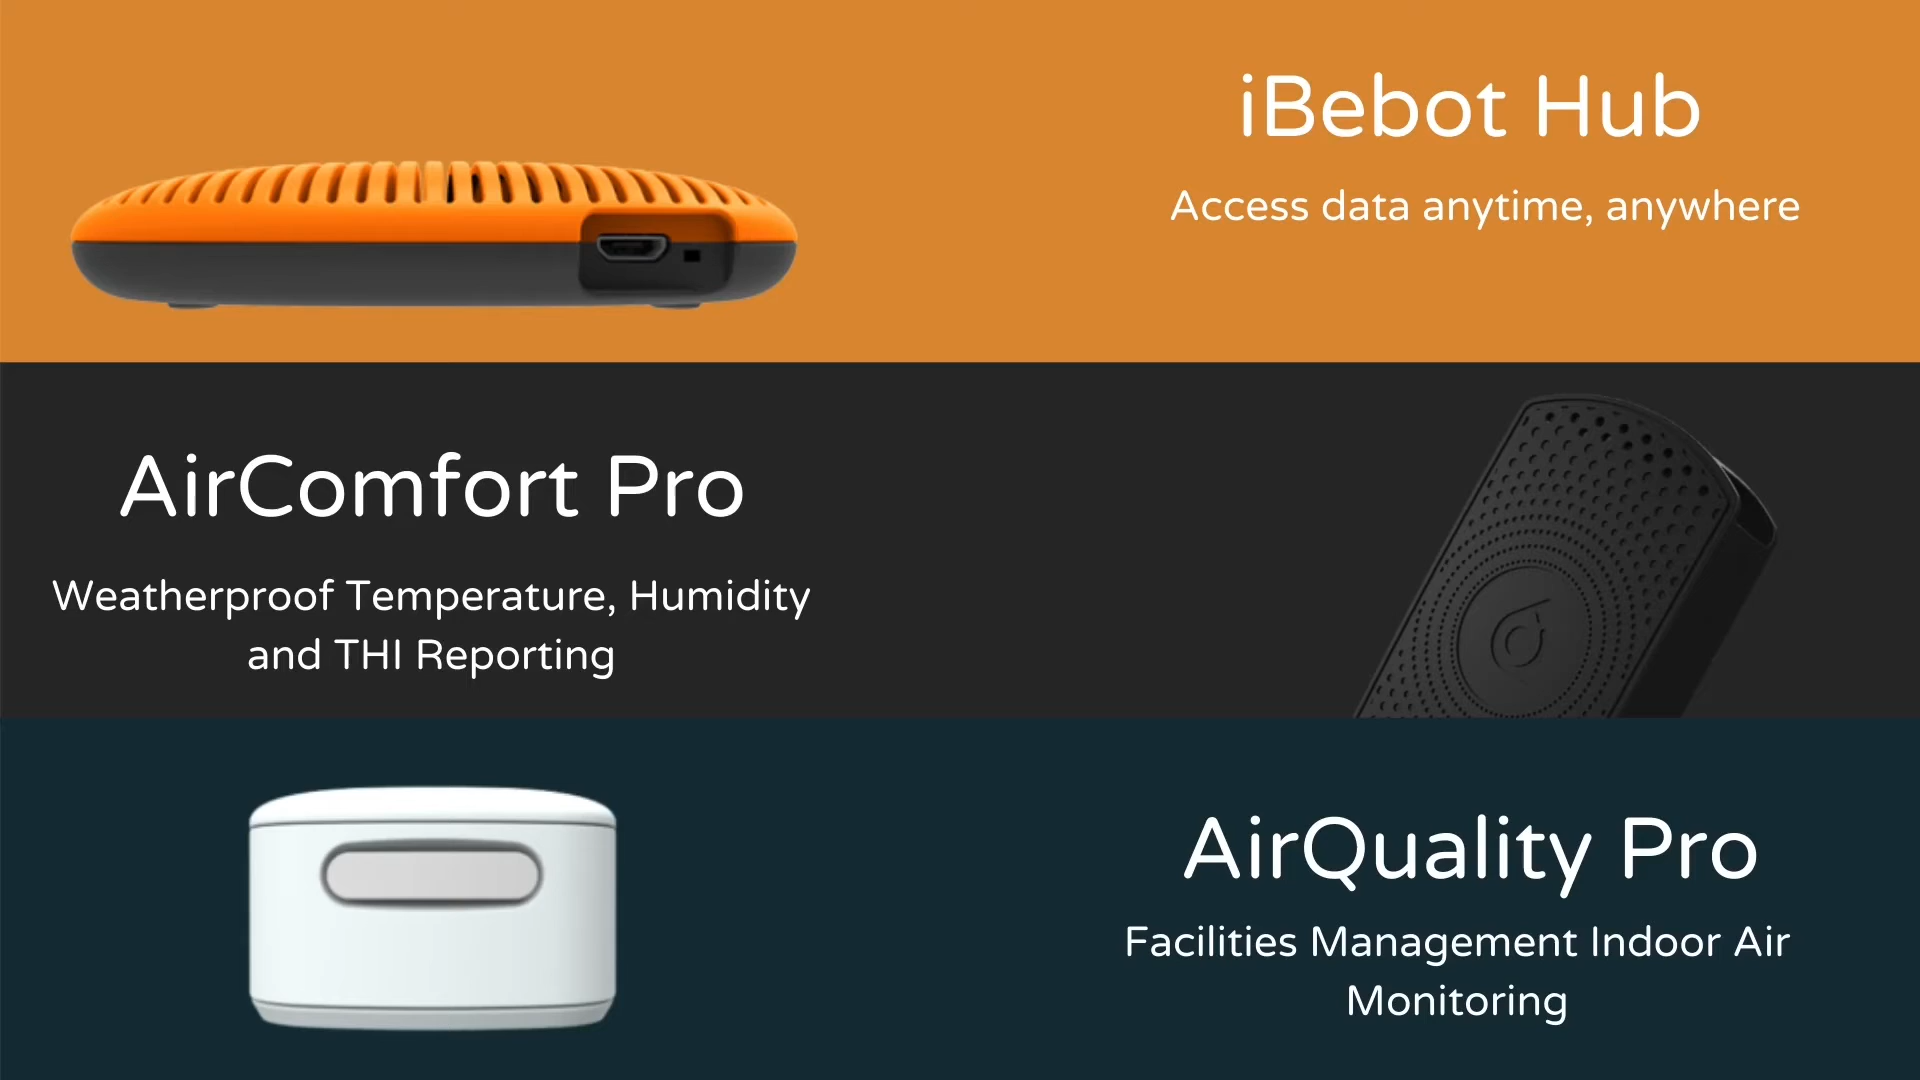 iBebot Hub
Access data anytime, anywhere
AirComfort Pro
Weatherproof Temperature, Humidity
and THI Reporting
AirQuality Pro
Facilities Management Indoor Air
Monitoring